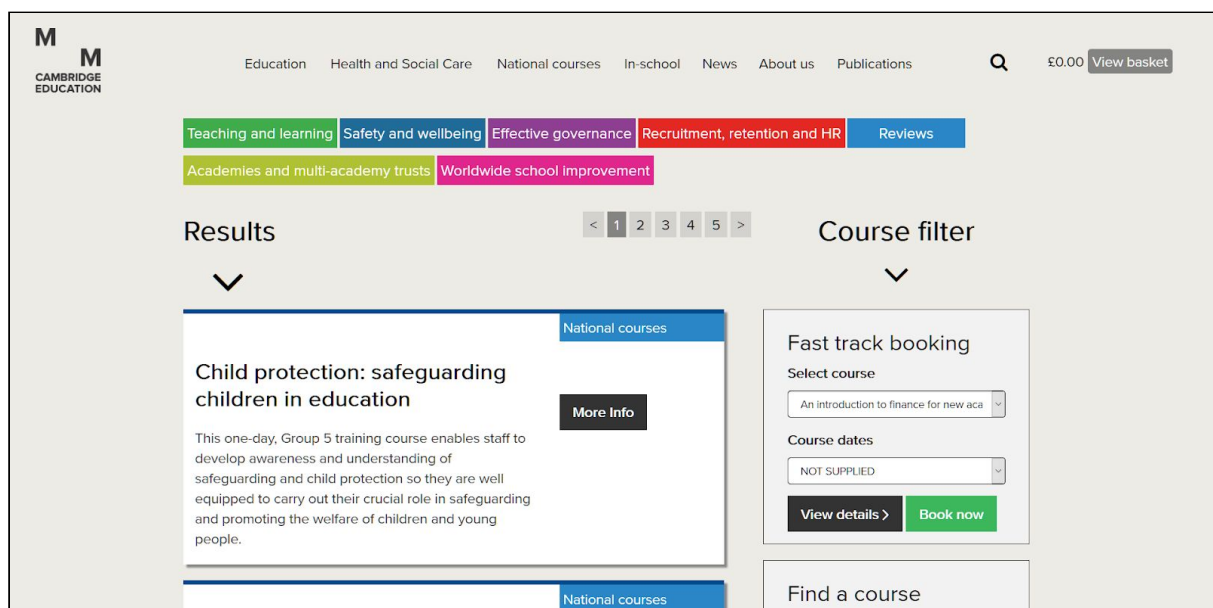 M
M
CAMBRIDGE
EDUCATION
Education Health and Social Care National courses In-school News About us Publications
£0.00 View basket
Teaching and learning Safety and wellbeing Effective governance Recruitment, retention and HR Reviews
Academies and multi-academy trusts Worldwide school improvement
Results
< 1 2 3 4 5 >
Course filter
National courses
Child protection: safeguarding
children in education
More Info
This one-day, Group 5 training course enables staff to
develop awareness and understanding of
safeguarding and child protection so they are well
equipped to carry out their crucial role in safeguarding
and promoting the welfare of children and young
people.
National courses
Fast track booking
Select course
An introduction to finance for new aca
Course dates
NOT SUPPLIED
View details > Book now
Find a course